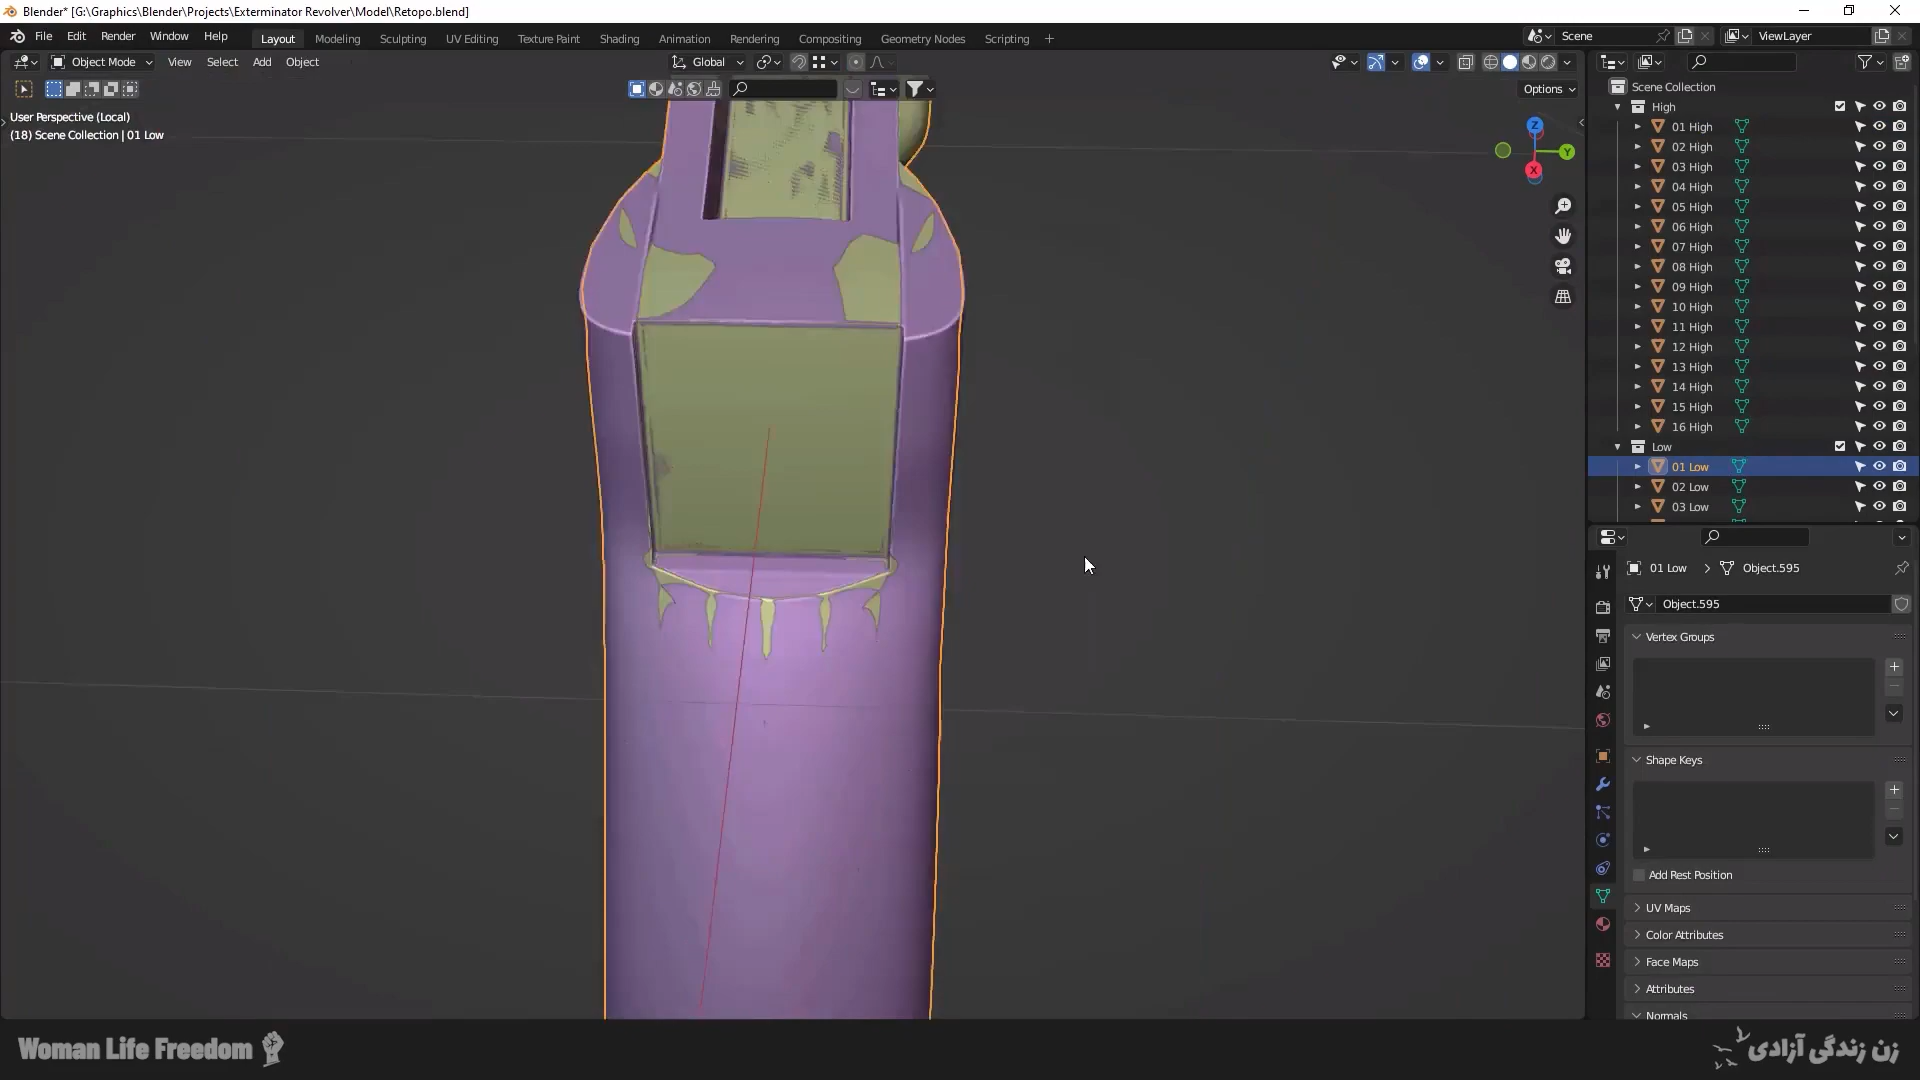 Blender* [G:\Graphics\Blender\Projects\Exterminator Revolver\Model\Retopo.blend]
File Edit Render Window Help Layout Modeling Sculpting UV Editing Texture Paint Shading Animation Rendering Compositing Geometry Nodes Scripting + Scene ViewLayer
Object Mode View Select Add Object Global
Options
User Perspective (Local)
(18) Scene Collection | 01 Low
Z
Y
X
Scene Collection
High
01 High
02 High
03 High
04 High
05 High
06 High
07 High
08 High
09 High
10 High
11 High
12 High
13 High
14 High
15 High
16 High
Low
01 Low
02 Low
03 Low
01 Low > Object.595
Object.595
Vertex Groups
Shape Keys
Add Rest Position
UV Maps
Color Attributes
Face Maps
Attributes
Normals
Woman Life Freedom
زن زندگی آزادی